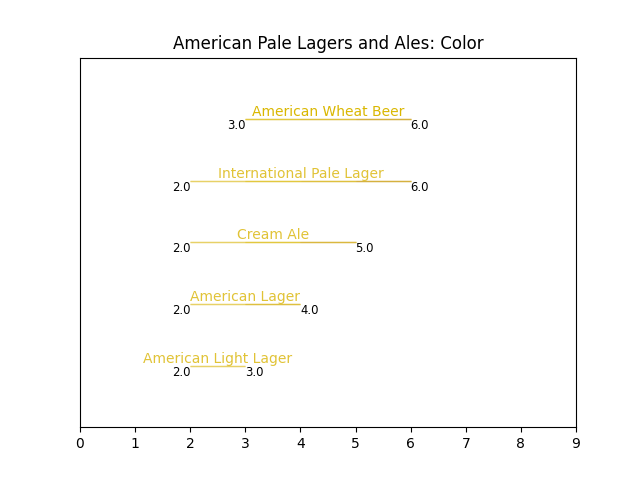 American Pale Lagers and Ales: Color
American Wheat Beer
3.0 6.0
International Pale Lager
2.0 6.0
Cream Ale
2.0 5.0
American Lager
2.0 4.0
American Light Lager
2.0 3.0
0 1 2 3 4 5 6 7 8 9